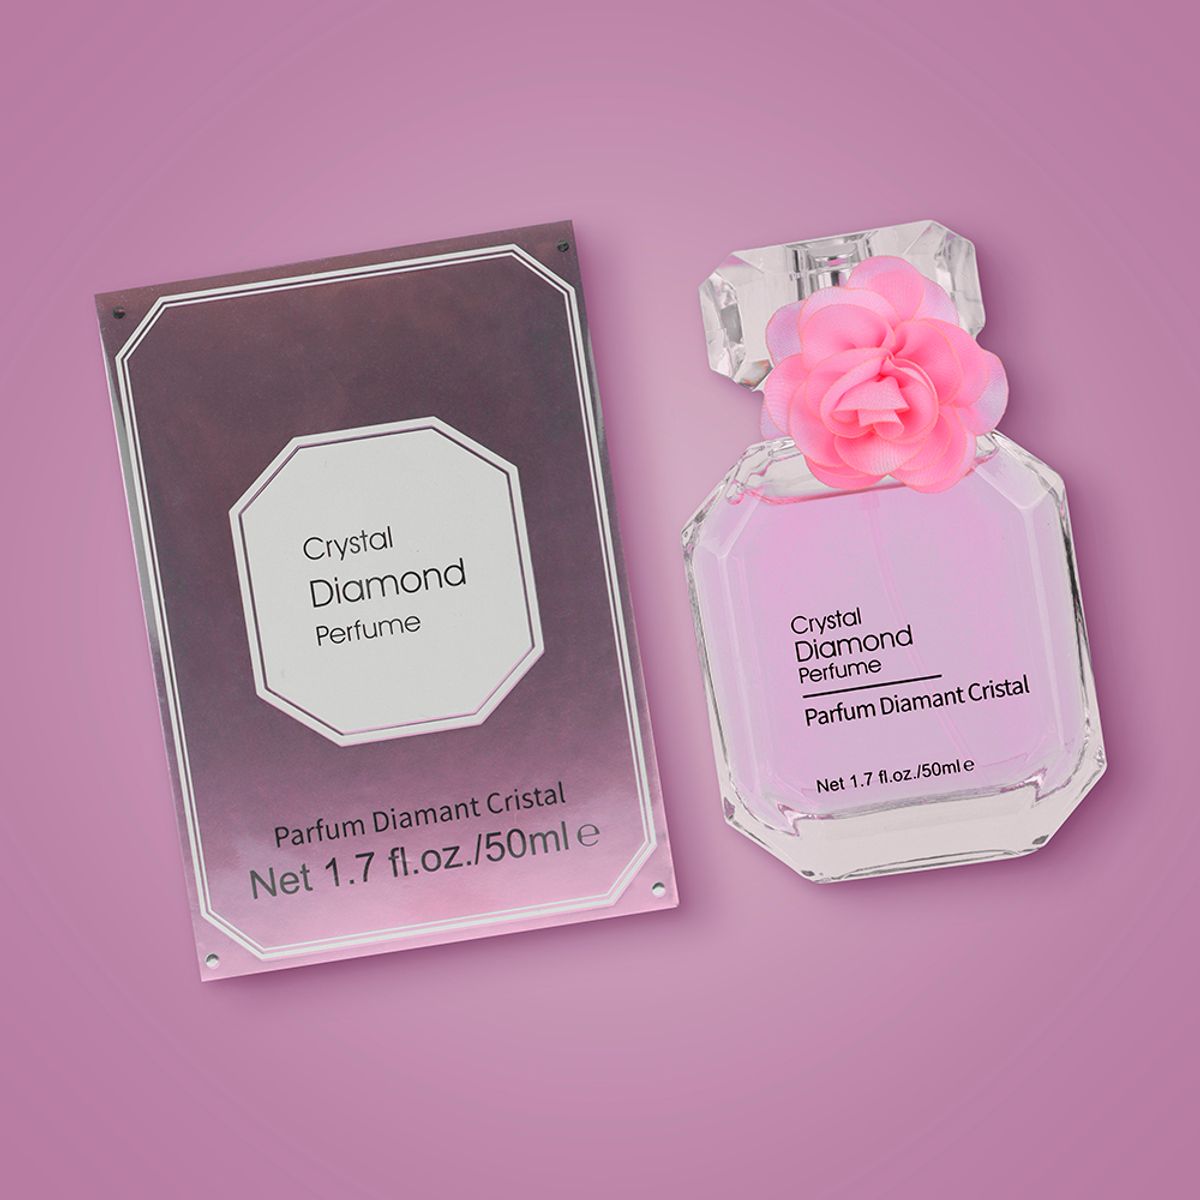 Crystal
Diamond
Perfume
Parfum Diamant Cristal
Net 1.7 fl.oz./50ml ℮
Crystal
Diamond
Perfume
Parfum Diamant Cristal
Net 1.7 fl.oz./50ml ℮